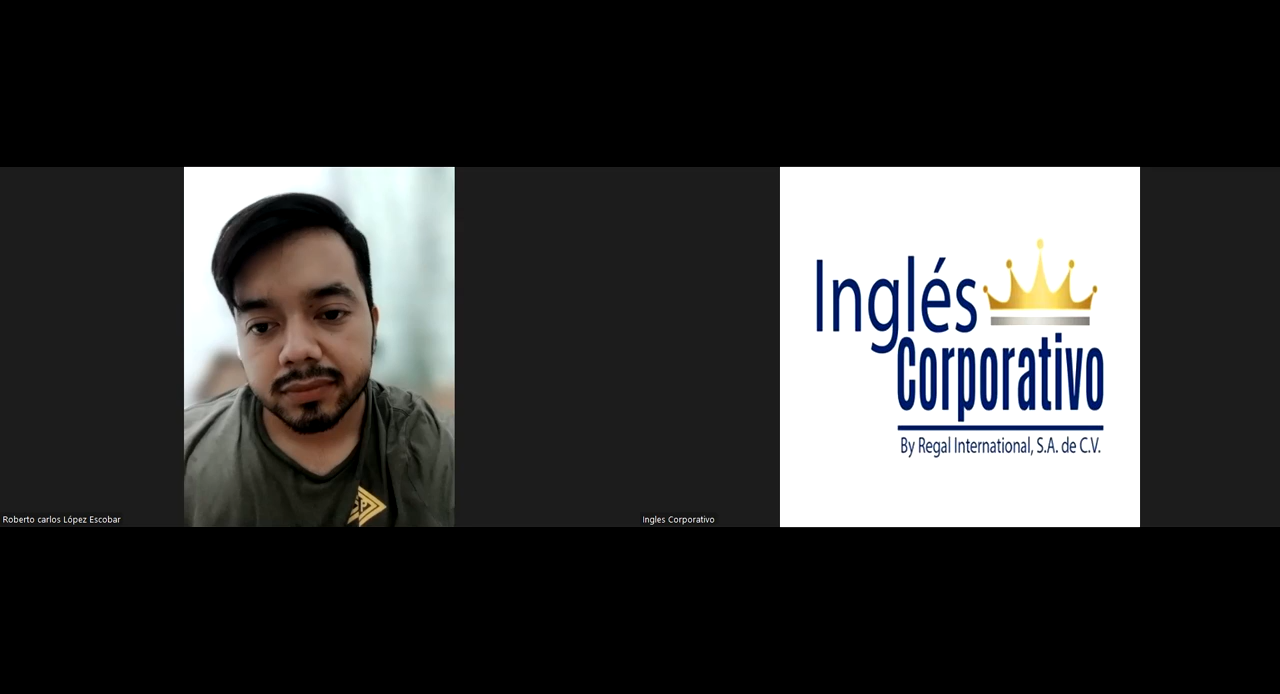 Inglés
Corporativo
By Regal International, S.A. de C.V.
Roberto carlos López Escobar
Ingles Corporativo